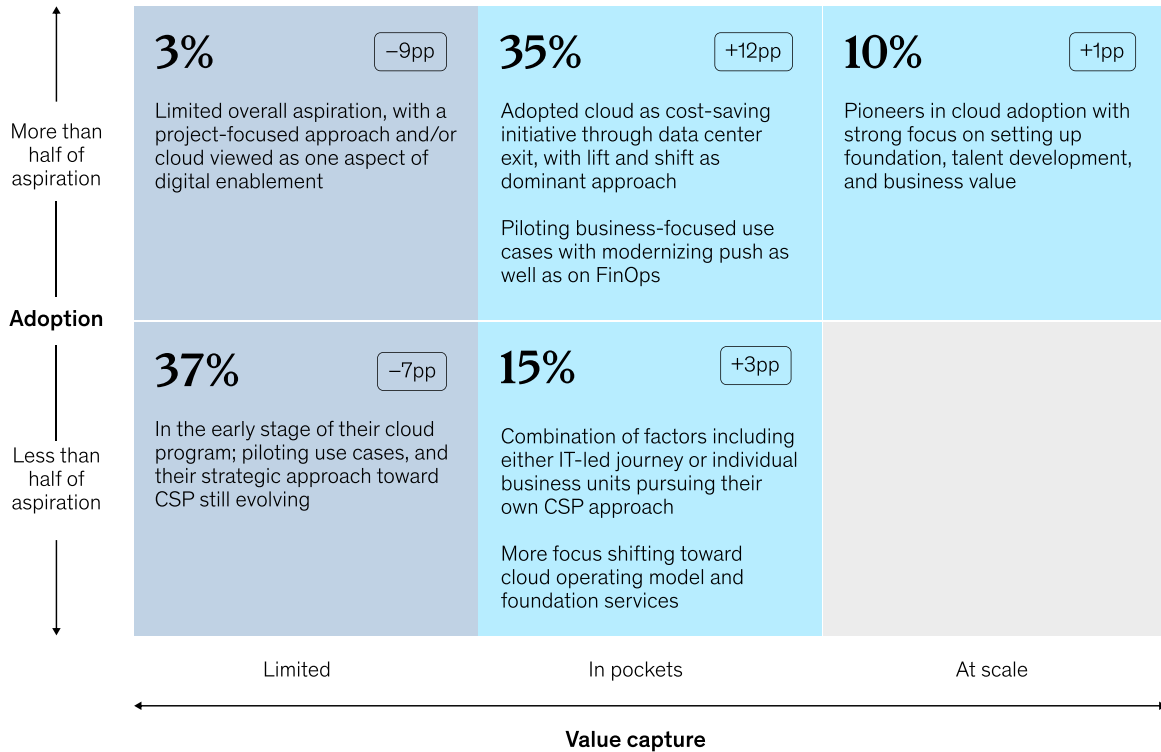 More than
half of
aspiration
Adoption
Less than
half of
aspiration
3%
–9pp
Limited overall aspiration, with a
project-focused approach and/or
cloud viewed as one aspect of
digital enablement
35%
+12pp
Adopted cloud as cost-saving
initiative through data center
exit, with lift and shift as
dominant approach
Piloting business-focused use
cases with modernizing push as
well as on FinOps
10%
+1pp
Pioneers in cloud adoption with
strong focus on setting up
foundation, talent development,
and business value
37%
–7pp
In the early stage of their cloud
program; piloting use cases, and
their strategic approach toward
CSP still evolving
15%
+3pp
Combination of factors including
either IT-led journey or individual
business units pursuing their
own CSP approach
More focus shifting toward
cloud operating model and
foundation services
Limited
In pockets
At scale
Value capture